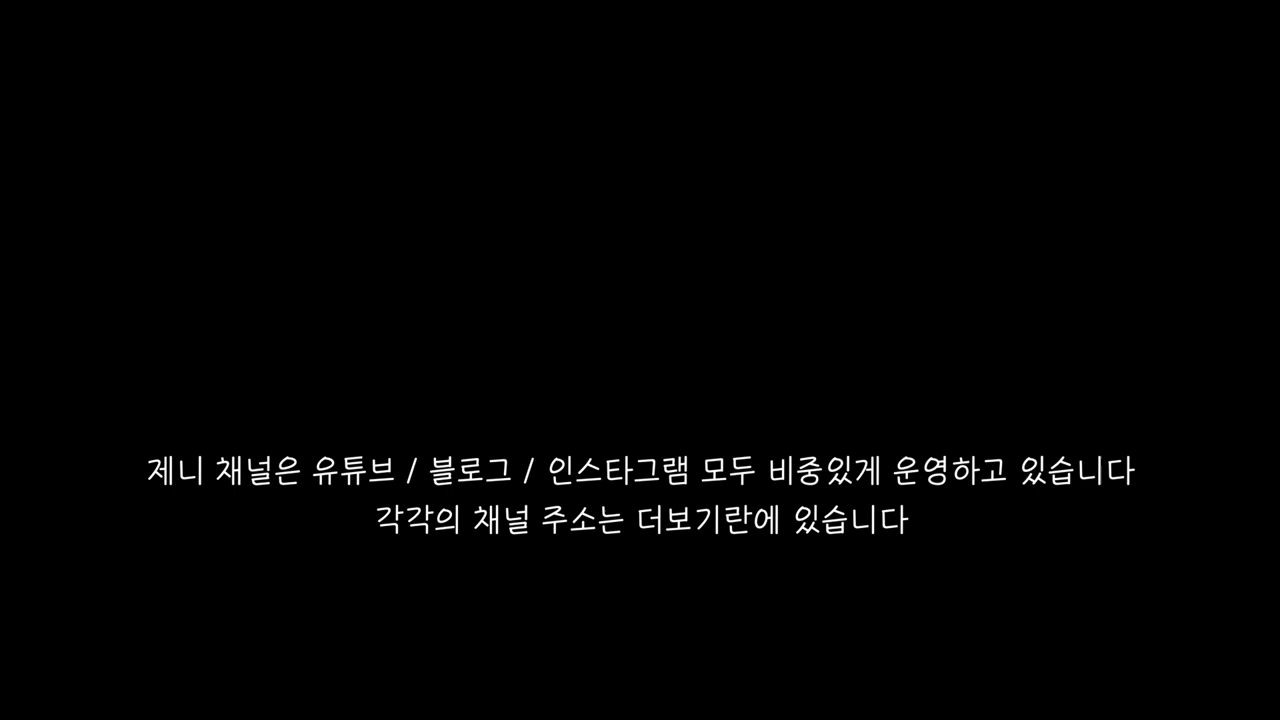 제니 채널은 유튜브 / 블로그 / 인스타그램 모두 비중있게 운영하고 있습니다
각각의 채널 주소는 더보기란에 있습니다